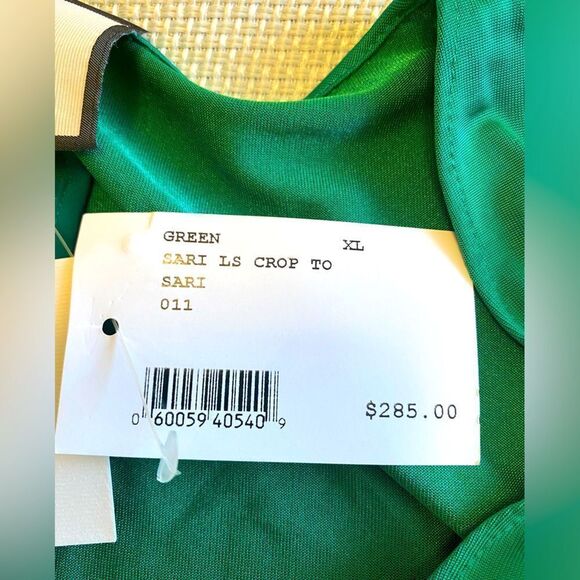 GREEN XL
SARI LS CROP TO
SARI
011
0 60059 40540 9
$285.00